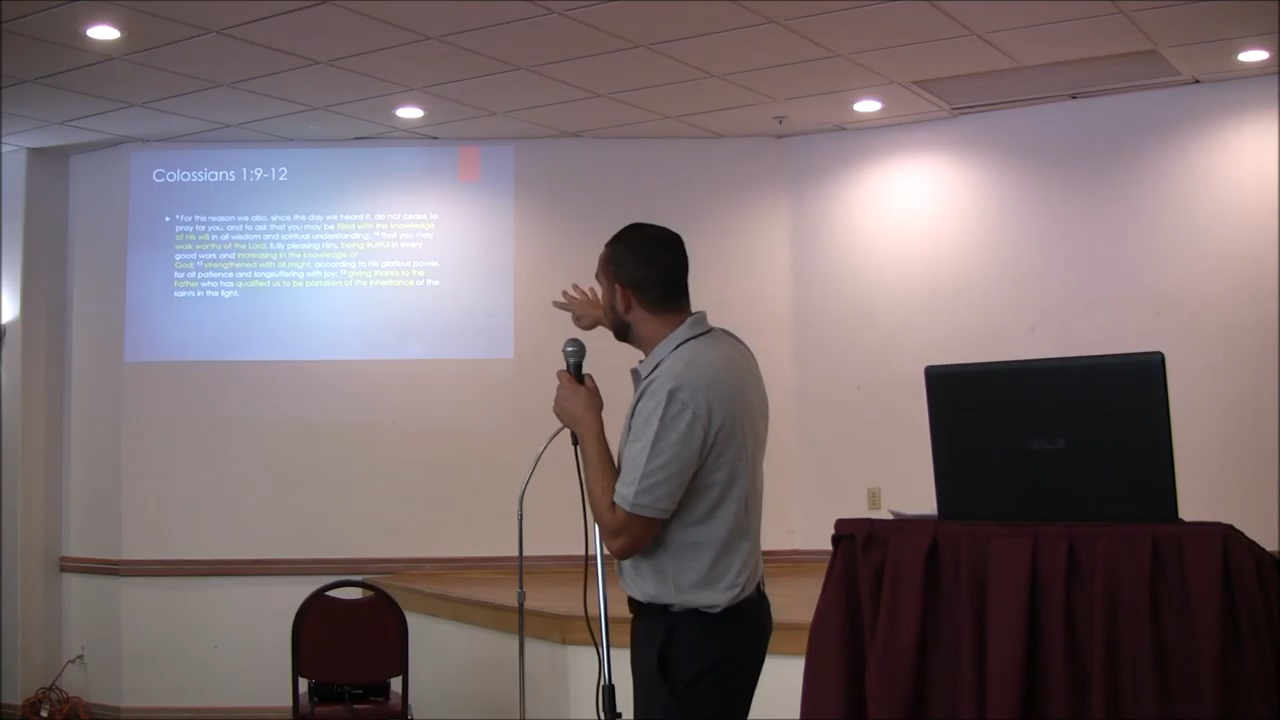 Colossians 1:9-12
⁹ For this reason we also, since the day we heard it, do not cease to
pray for you, and to ask that you may be filled with the knowledge
of His will in all wisdom and spiritual understanding; ¹⁰ that you may
walk worthy of the Lord, fully pleasing Him, being fruitful in every
good work and increasing in the knowledge of
God; ¹¹ strengthened with all might, according to His glorious power,
for all patience and longsuffering with joy; ¹² giving thanks to the
Father who has qualified us to be partakers of the inheritance of the
saints in the light.
ASUS